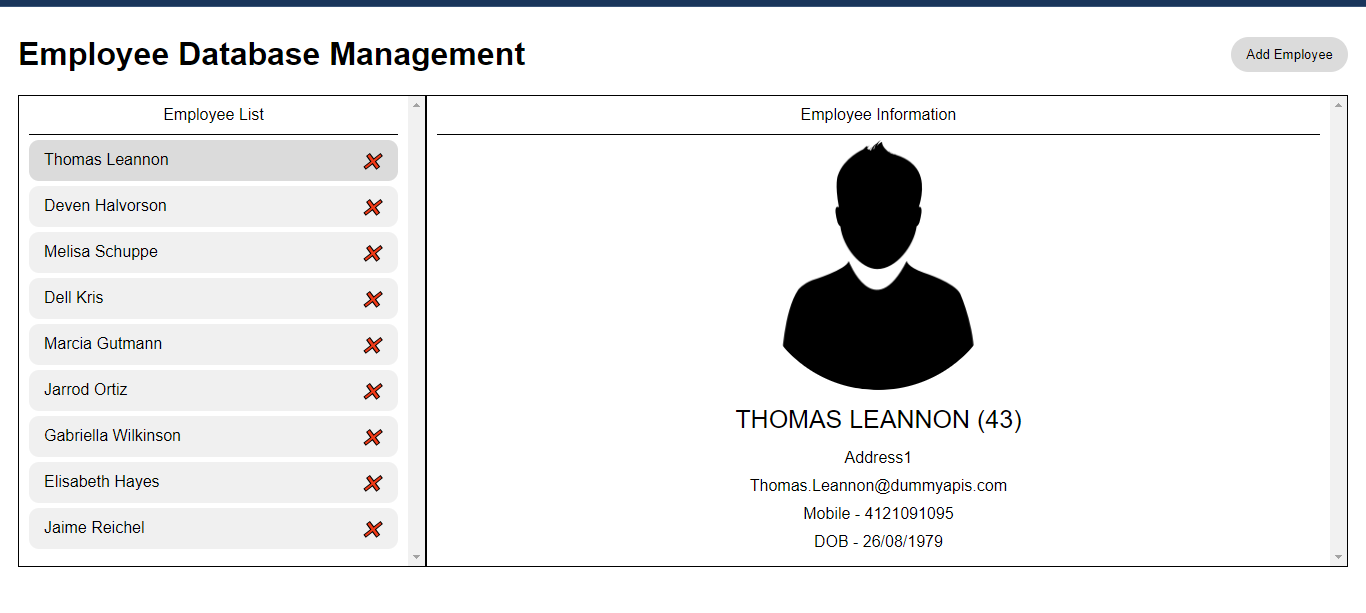 Employee Database Management
Add Employee
Employee List
Thomas Leannon
Deven Halvorson
Melisa Schuppe
Dell Kris
Marcia Gutmann
Jarrod Ortiz
Gabriella Wilkinson
Elisabeth Hayes
Jaime Reichel
Employee Information
THOMAS LEANNON (43)
Address1
Thomas.Leannon@dummyapis.com
Mobile - 4121091095
DOB - 26/08/1979